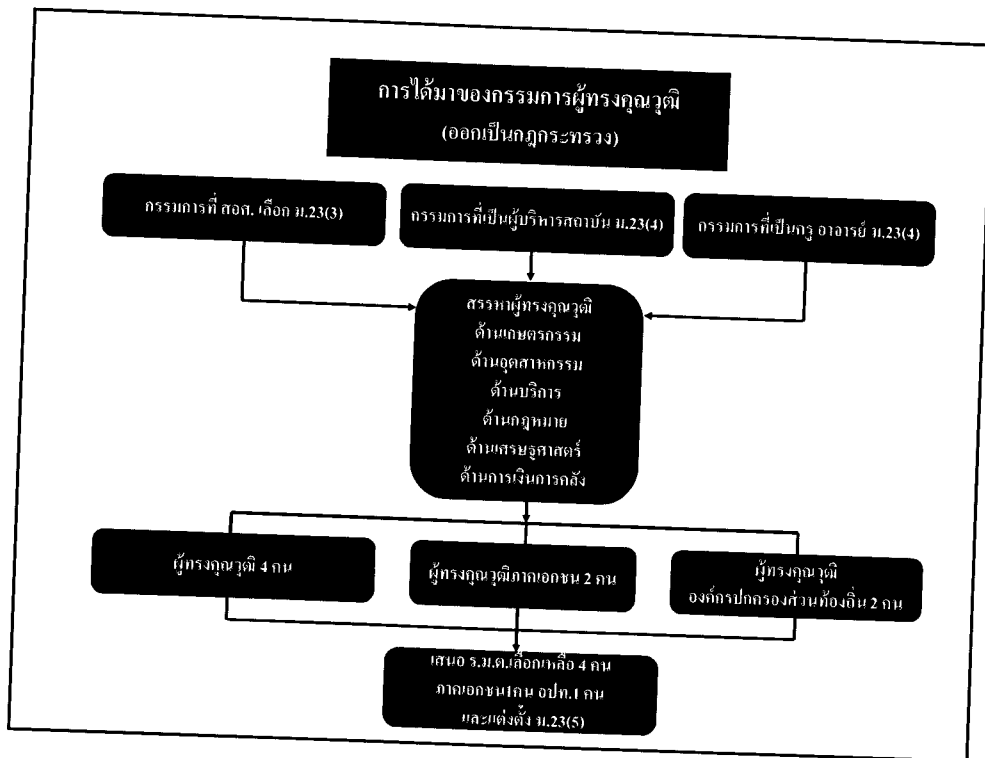 การได้มาของกรรมการผู้ทรงคุณวุฒิ
(ออกเป็นกฎกระทรวง)
กรรมการที่ สอศ. เลือก ม.23(3)
กรรมการที่เป็นผู้บริหารสถาบัน ม.23(4)
กรรมการที่เป็นครู อาจารย์ ม.23(4)
สรรหาผู้ทรงคุณวุฒิ
ด้านเกษตรกรรม
ด้านอุตสาหกรรม
ด้านบริการ
ด้านกฎหมาย
ด้านเศรษฐศาสตร์
ด้านการเงินการคลัง
ผู้ทรงคุณวุฒิ 4 คน
ผู้ทรงคุณวุฒิภาคเอกชน 2 คน
ผู้ทรงคุณวุฒิ
องค์กรปกครองส่วนท้องถิ่น 2 คน
เสนอ ร.ม.ต.เลือกเหลือ 4 คน
ภาคเอกชน1คน อปท.1 คน
และแต่งตั้ง ม.23(5)